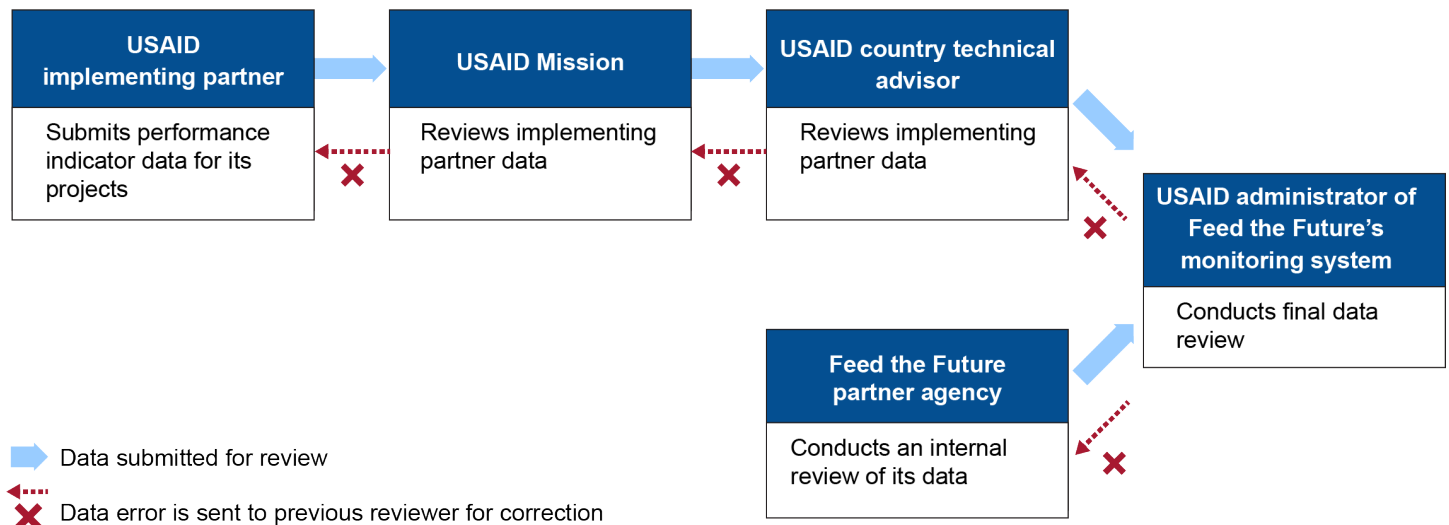 USAID
implementing partner
Submits performance
indicator data for its
projects
USAID Mission
Reviews implementing
partner data
USAID country technical
advisor
Reviews implementing
partner data
USAID administrator of
Feed the Future’s
monitoring system
Conducts final data
review
Feed the Future
partner agency
Conducts an internal
review of its data
Data submitted for review
Data error is sent to previous reviewer for correction